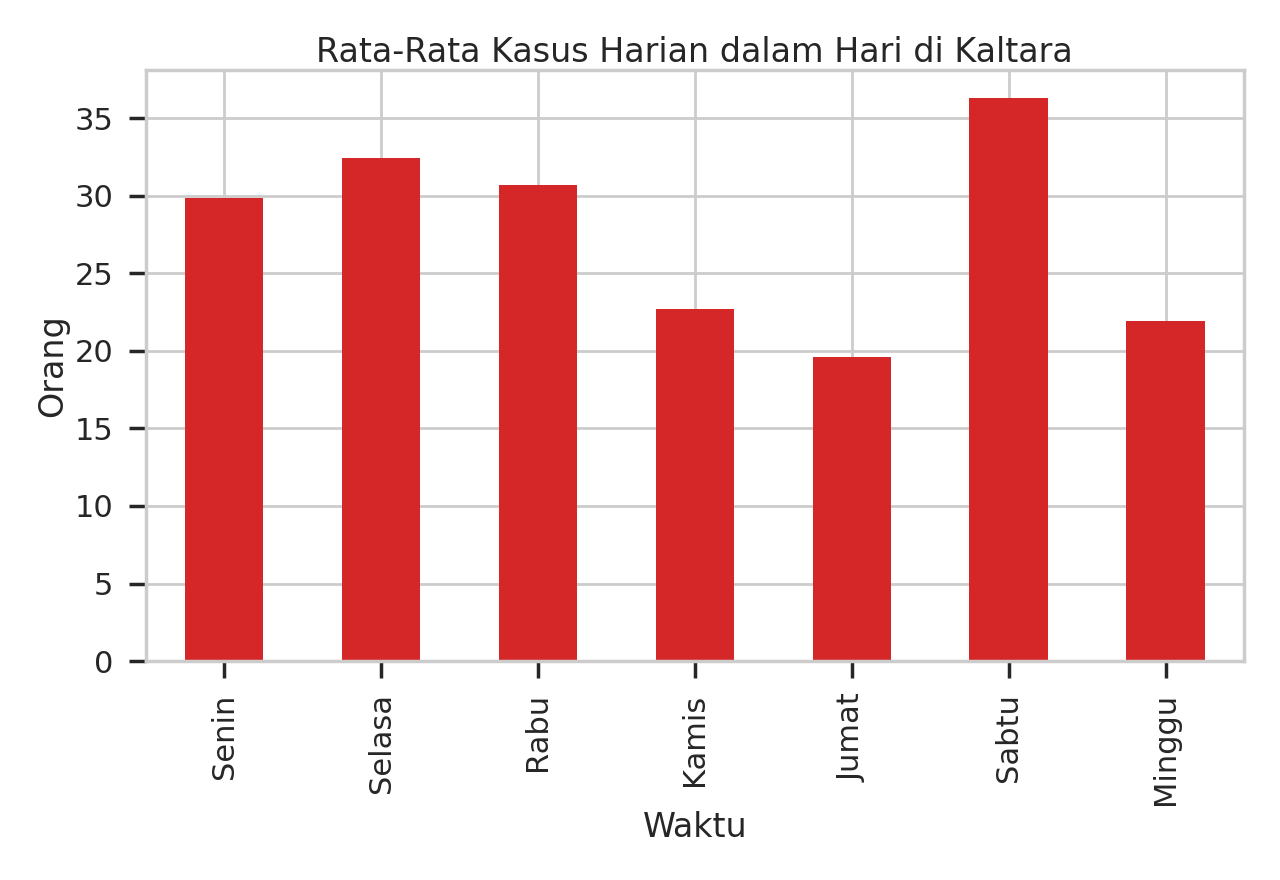 Rata-Rata Kasus Harian dalam Hari di Kaltara
35
30
25
20
15
10
5
0
Orang
Senin
Selasa
Rabu
Kamis
Jumat
Sabtu
Minggu
Waktu